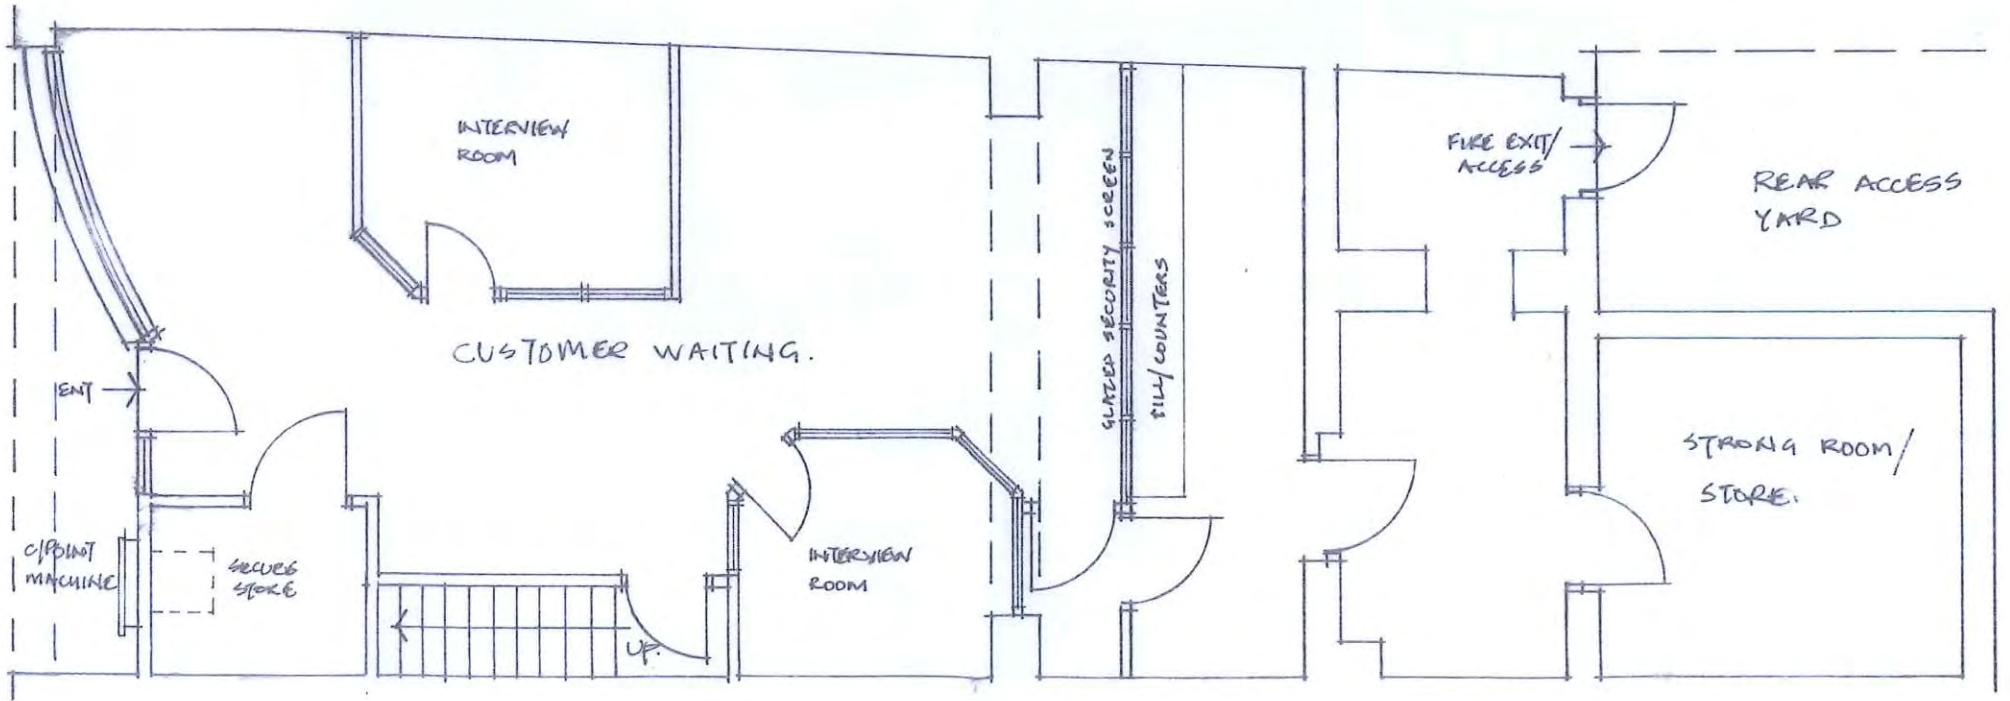 INTERVIEW
ROOM
FIRE EXIT/
ACCESS
REAR ACCESS
YARD
GLAZED SECURITY SCREEN
TILL/COUNTERS
CUSTOMER WAITING.
ENT
STRONG ROOM/
STORE.
C/POINT
MACHINE
SECURE
STORE
INTERVIEW
ROOM
UP.